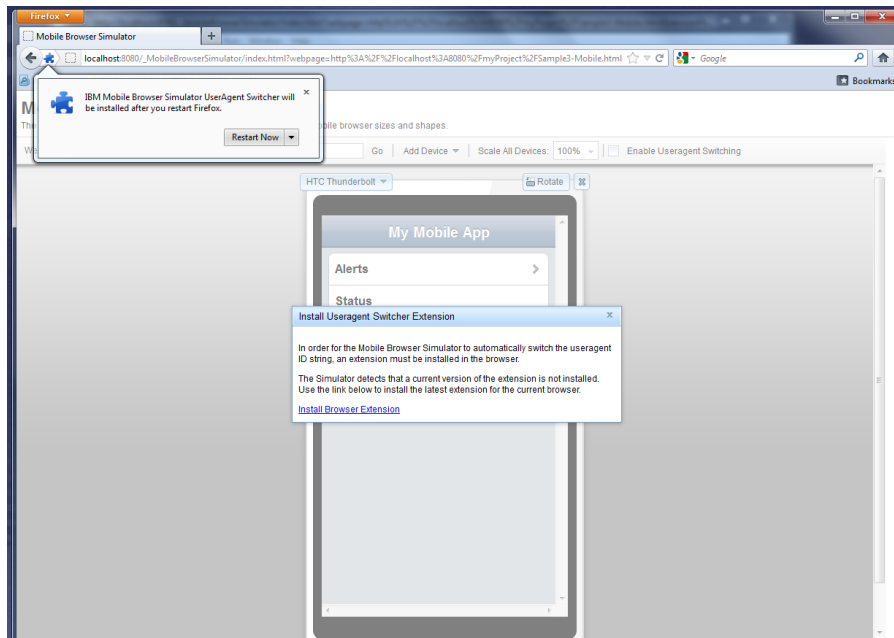 Firefox
Mobile Browser Simulator
localhost:8080/_MobileBrowserSimulator/index.html?webpage=http%3A%2F%2Flocalhost%3A8080%2FmyProject%2FSample3-Mobile.html
Google
Bookmarks
IBM Mobile Browser Simulator UserAgent Switcher will
be installed after you restart Firefox.
Restart Now
M
The
bile browser sizes and shapes.
Go
Add Device
Scale All Devices:
100%
Enable Useragent Switching
HTC Thunderbolt
Rotate
My Mobile App
Alerts
Status
Install Useragent Switcher Extension
In order for the Mobile Browser Simulator to automatically switch the useragent
ID string, an extension must be installed in the browser.
The Simulator detects that a current version of the extension is not installed.
Use the link below to install the latest extension for the current browser.
Install Browser Extension